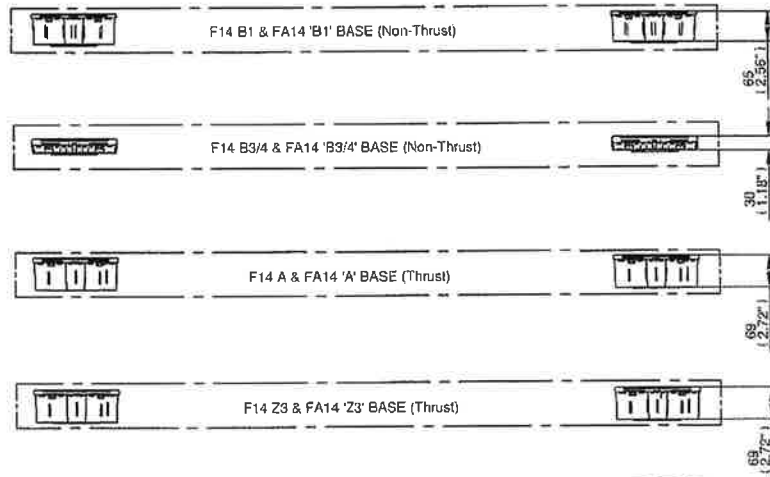 F14 B1 & FA14 'B1' BASE (Non-Thrust)
65
(2.56")
F14 B3/4 & FA14 'B3/4' BASE (Non-Thrust)
30
(1.18")
F14 A & FA14 'A' BASE (Thrust)
69
(2.72")
F14 Z3 & FA14 'Z3' BASE (Thrust)
69
(2.72")